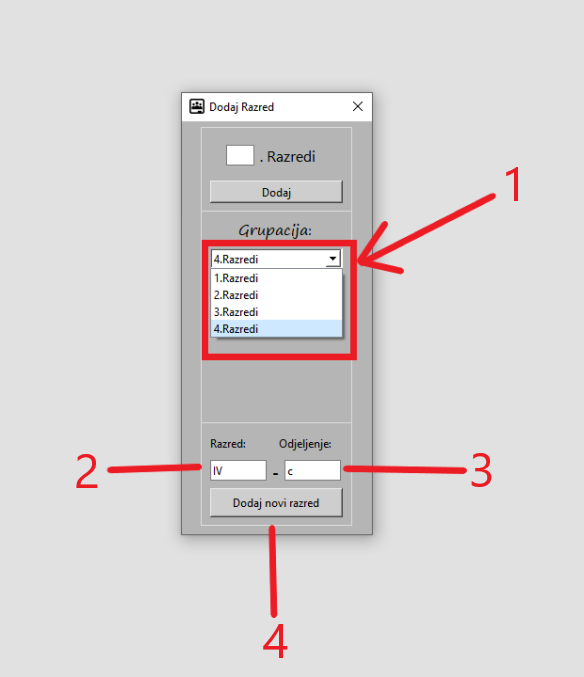 Dodaj Razred
. Razredi
Dodaj
1
Grupacija:
4.Razredi
1.Razredi
2.Razredi
3.Razredi
4.Razredi
Razred: Odjeljenje:
2 IV - c 3
Dodaj novi razred
4